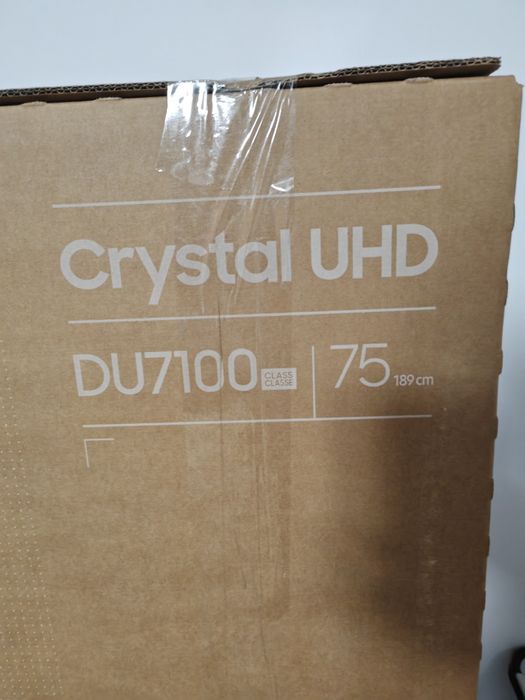 Crystal UHD
DU7100 CLASS CLASSE 75 189 cm